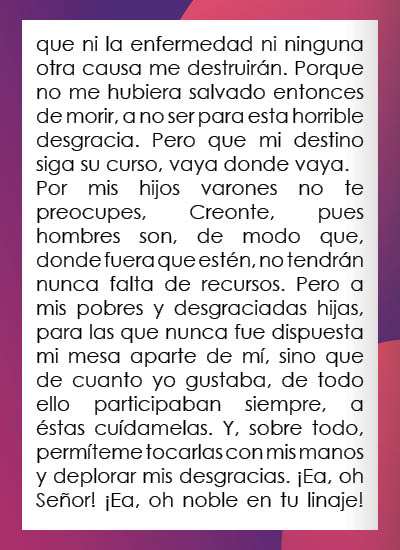 que ni la enfermedad ni ninguna
otra causa me destruirán. Porque
no me hubiera salvado entonces
de morir, a no ser para esta horrible
desgracia. Pero que mi destino
siga su curso, vaya donde vaya.
Por mis hijos varones no te
preocupes, Creonte, pues
hombres son, de modo que,
donde fuera que estén, no tendrán
nunca falta de recursos. Pero a
mis pobres y desgraciadas hijas,
para las que nunca fue dispuesta
mi mesa aparte de mí, sino que
de cuanto yo gustaba, de todo
ello participaban siempre, a
éstas cuídamelas. Y, sobre todo,
permíteme tocarlas con mis manos
y deplorar mis desgracias. ¡Ea, oh
Señor! ¡Ea, oh noble en tu linaje!